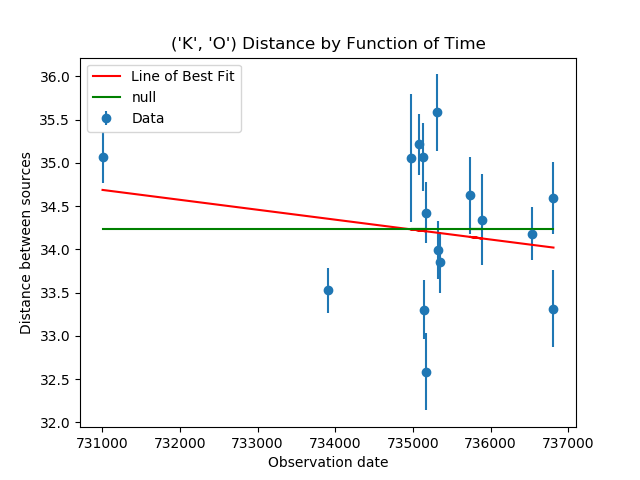 ('K', 'O') Distance by Function of Time
Line of Best Fit
null
Data
Distance between sources
36.0
35.5
35.0
34.5
34.0
33.5
33.0
32.5
32.0
731000 732000 733000 734000 735000 736000 737000
Observation date